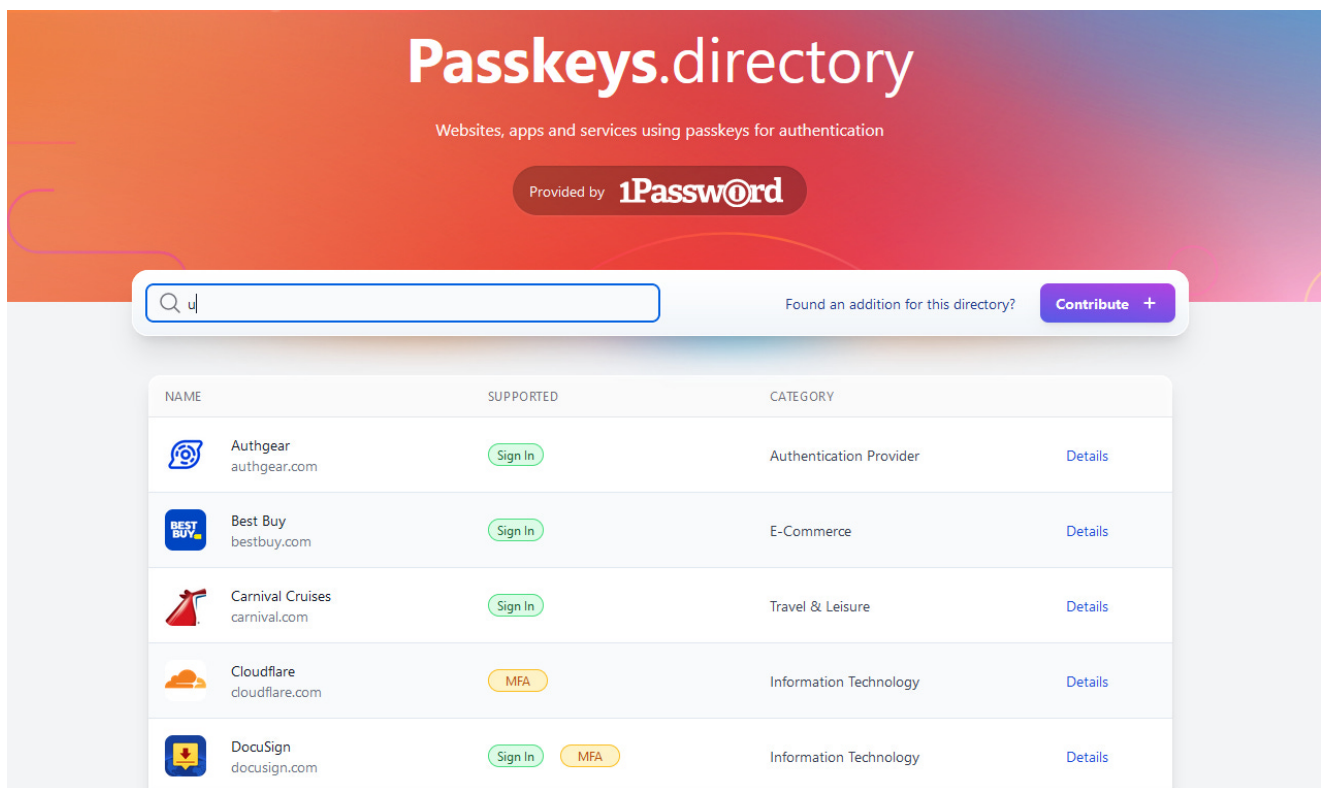 Passkeys.directory
Websites, apps and services using passkeys for authentication
Provided by 1Password
u
Found an addition for this directory?
Contribute +
NAME SUPPORTED CATEGORY
Authgear
authgear.com
Sign In
Authentication Provider
Details
BEST
BUY
Best Buy
bestbuy.com
Sign In
E-Commerce
Details
Carnival Cruises
carnival.com
Sign In
Travel & Leisure
Details
Cloudflare
cloudflare.com
MFA
Information Technology
Details
DocuSign
docusign.com
Sign In MFA
Information Technology
Details